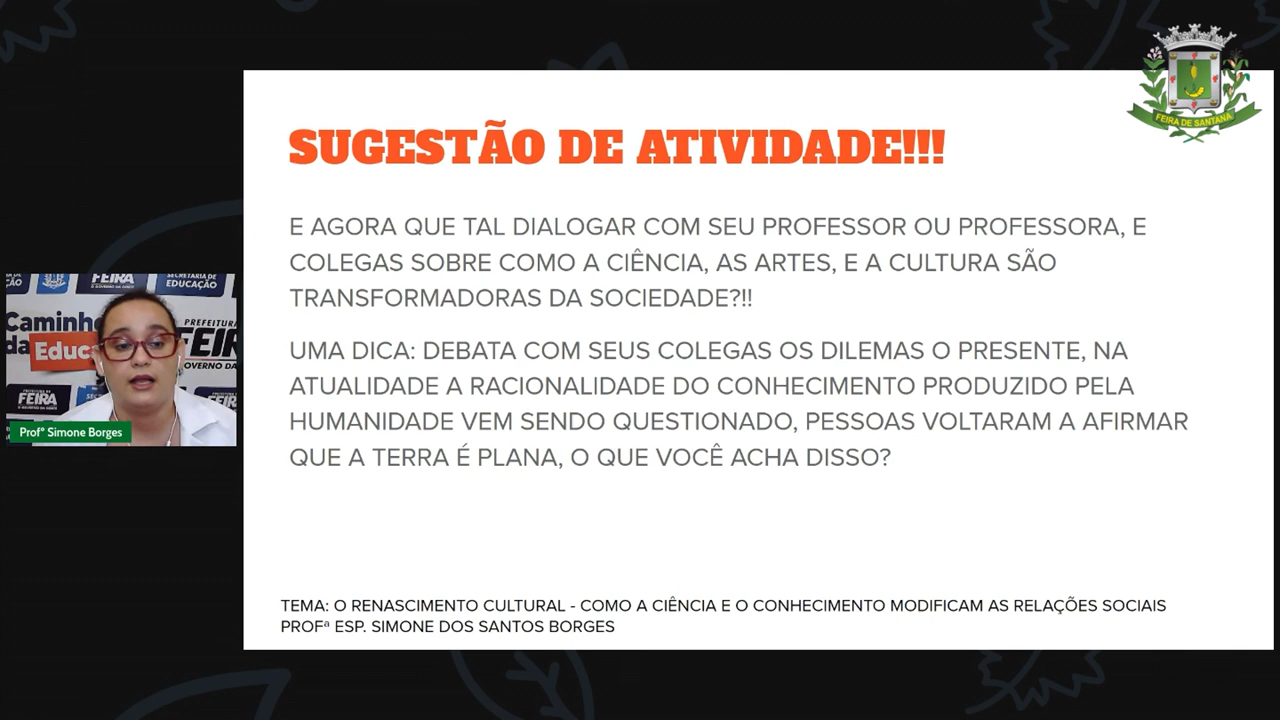 FEIRA DE SANTANA
SUGESTÃO DE ATIVIDADE!!!
E AGORA QUE TAL DIALOGAR COM SEU PROFESSOR OU PROFESSORA, E
COLEGAS SOBRE COMO A CIÊNCIA, AS ARTES, E A CULTURA SÃO
TRANSFORMADORAS DA SOCIEDADE?!!
UMA DICA: DEBATA COM SEUS COLEGAS OS DILEMAS O PRESENTE, NA
ATUALIDADE A RACIONALIDADE DO CONHECIMENTO PRODUZIDO PELA
HUMANIDADE VEM SENDO QUESTIONADO, PESSOAS VOLTARAM A AFIRMAR
QUE A TERRA É PLANA, O QUE VOCÊ ACHA DISSO?
FEIRA
SECRETARIA DE
EDUCAÇÃO
Caminho
da Educa
PREFEITURA
FEIRA
Profª Simone Borges
TEMA: O RENASCIMENTO CULTURAL - COMO A CIÊNCIA E O CONHECIMENTO MODIFICAM AS RELAÇÕES SOCIAIS
PROFª ESP. SIMONE DOS SANTOS BORGES